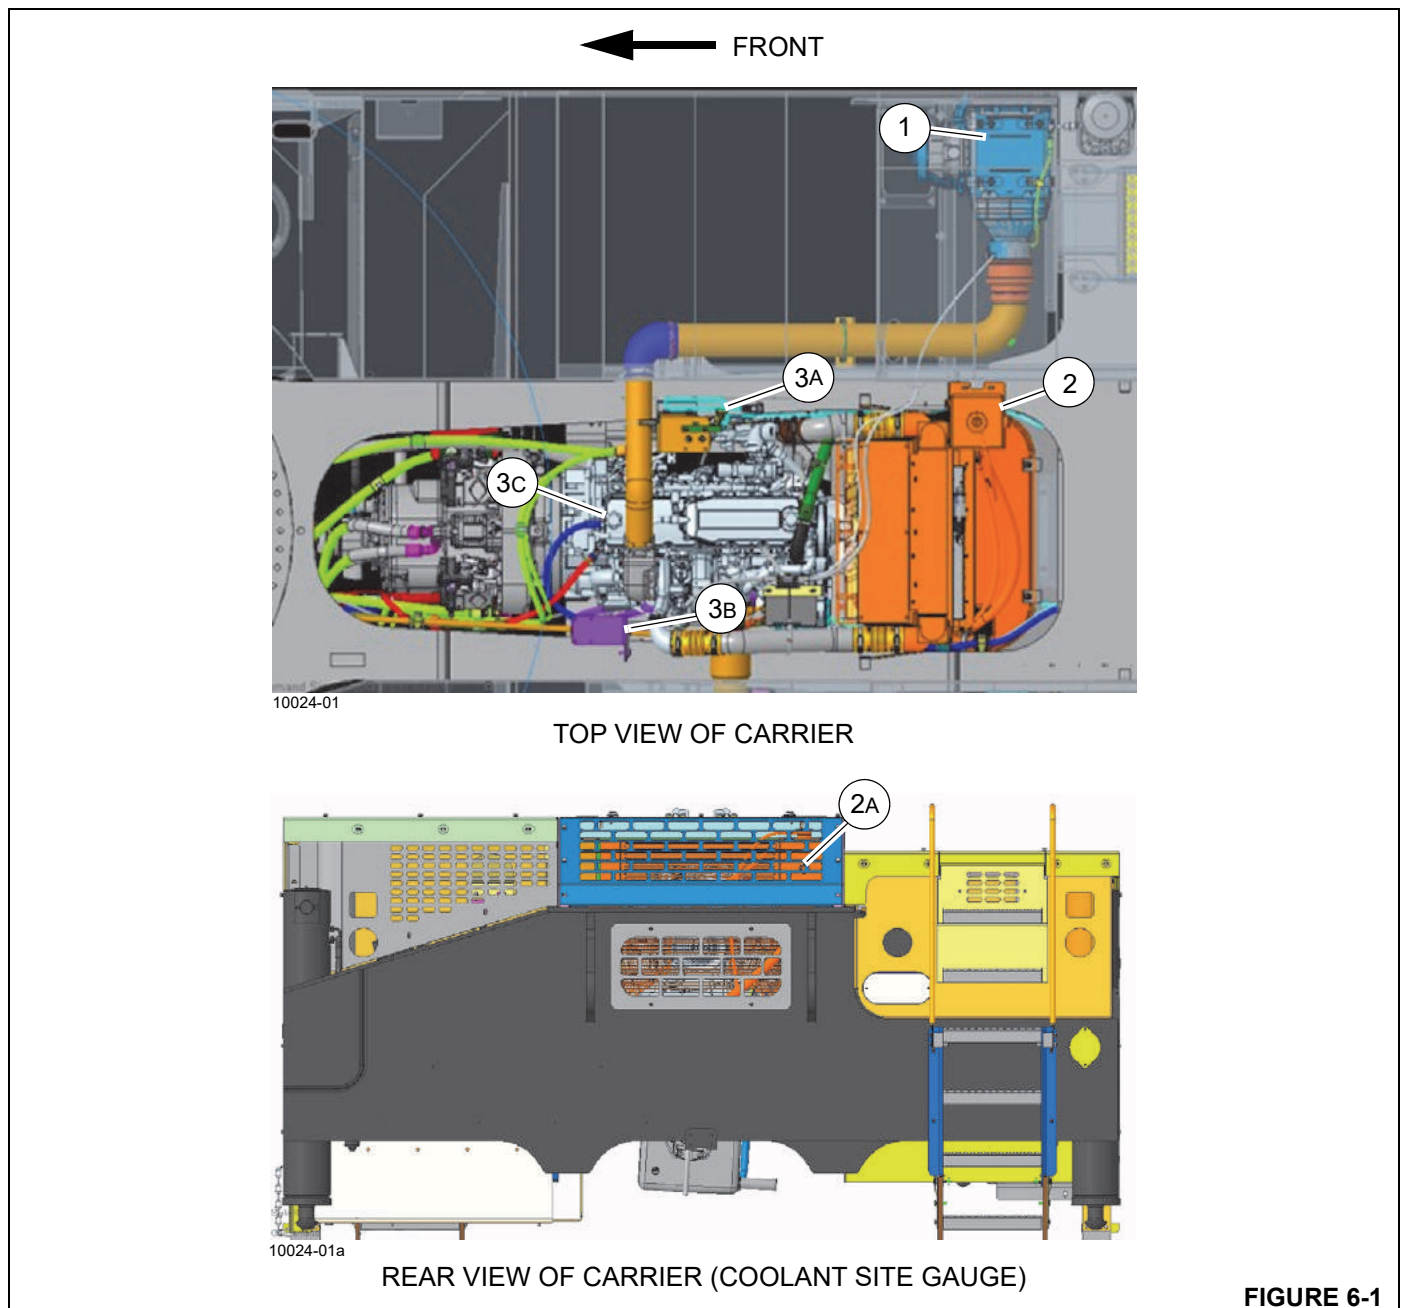 FRONT
1
3A
2
3C
3B
10024-01
TOP VIEW OF CARRIER
2A
10024-01a
REAR VIEW OF CARRIER (COOLANT SITE GAUGE)
FIGURE 6-1